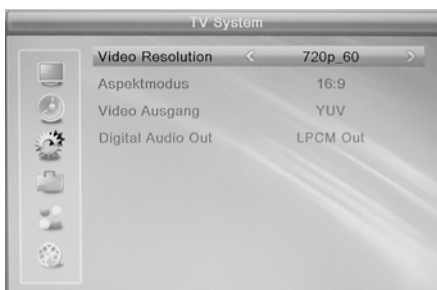 TV System
Video Resolution < 720p_60 >
Aspektmodus 16:9
Video Ausgang YUV
Digital Audio Out LPCM Out